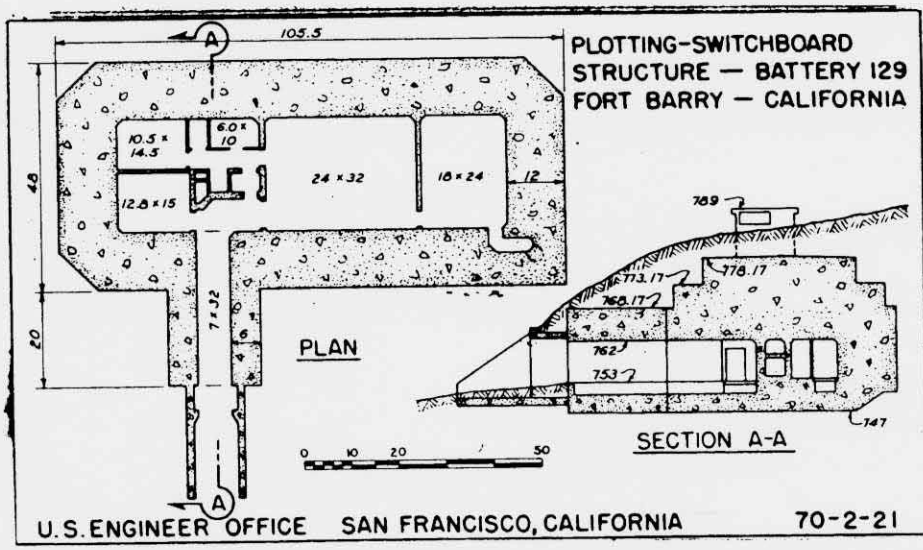 A
105.5
PLOTTING-SWITCHBOARD
STRUCTURE — BATTERY 129
FORT BARRY — CALIFORNIA
48
10.5 x
14.5
6.0 x
10
24 x 32
18 x 24
12
12.8 x 15
20
7 x 32
6
PLAN
789
778.17
773.17
768.17
762
753
747
SECTION A-A
0 10 20 50
A
U.S. ENGINEER OFFICE SAN FRANCISCO, CALIFORNIA 70-2-21